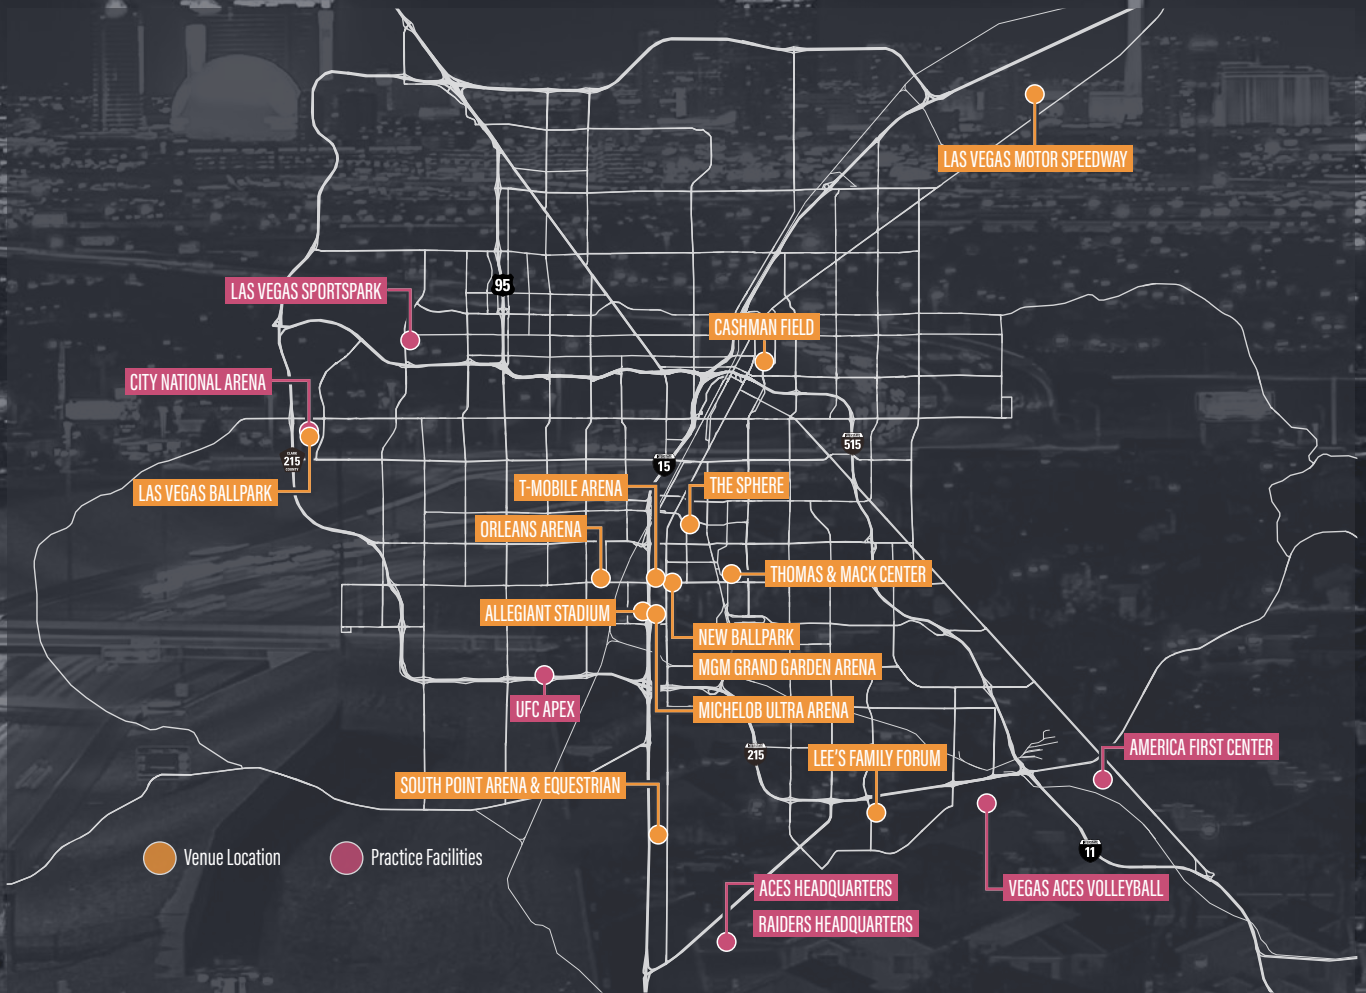 LAS VEGAS MOTOR SPEEDWAY
95
LAS VEGAS SPORTSPARK
CASHMAN FIELD
CITY NATIONAL ARENA
515
CLARK
215
COUNTY
15
LAS VEGAS BALLPARK
T-MOBILE ARENA
THE SPHERE
ORLEANS ARENA
THOMAS & MACK CENTER
ALLEGIANT STADIUM
NEW BALLPARK
MGM GRAND GARDEN ARENA
UFC APEX
MICHELOB ULTRA ARENA
215
AMERICA FIRST CENTER
LEE'S FAMILY FORUM
SOUTH POINT ARENA & EQUESTRIAN
11
Venue Location
Practice Facilities
ACES HEADQUARTERS
VEGAS ACES VOLLEYBALL
RAIDERS HEADQUARTERS